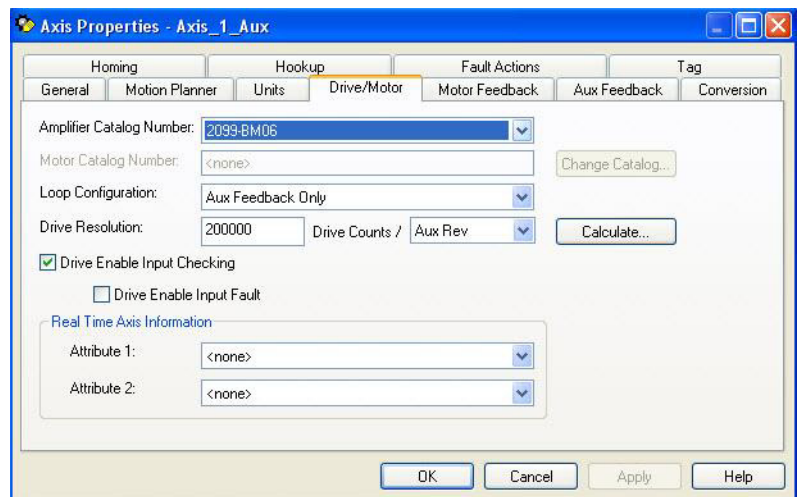 Axis Properties - Axis_1_Aux
Homing Hookup Fault Actions Tag
General Motion Planner Units Drive/Motor Motor Feedback Aux Feedback Conversion
Amplifier Catalog Number: 2099-BM06
Motor Catalog Number: <none> Change Catalog...
Loop Configuration: Aux Feedback Only
Drive Resolution: 200000 Drive Counts / Aux Rev Calculate...
Drive Enable Input Checking
Drive Enable Input Fault
Real Time Axis Information
Attribute 1: <none>
Attribute 2: <none>
OK Cancel Apply Help